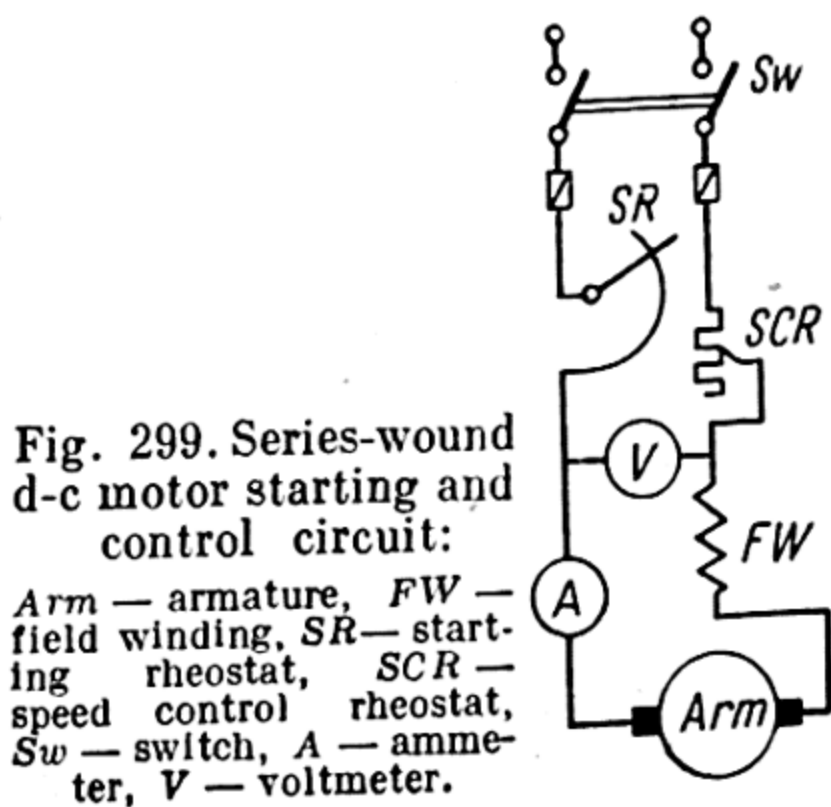 Sw
SR
SCR
V
FW
A
Arm
Fig. 299. Series-wound
d-c motor starting and
control circuit:
Arm — armature, FW —
field winding, SR — start-
ing rheostat, SCR —
speed control rheostat,
Sw — switch, A — amme-
ter, V — voltmeter.